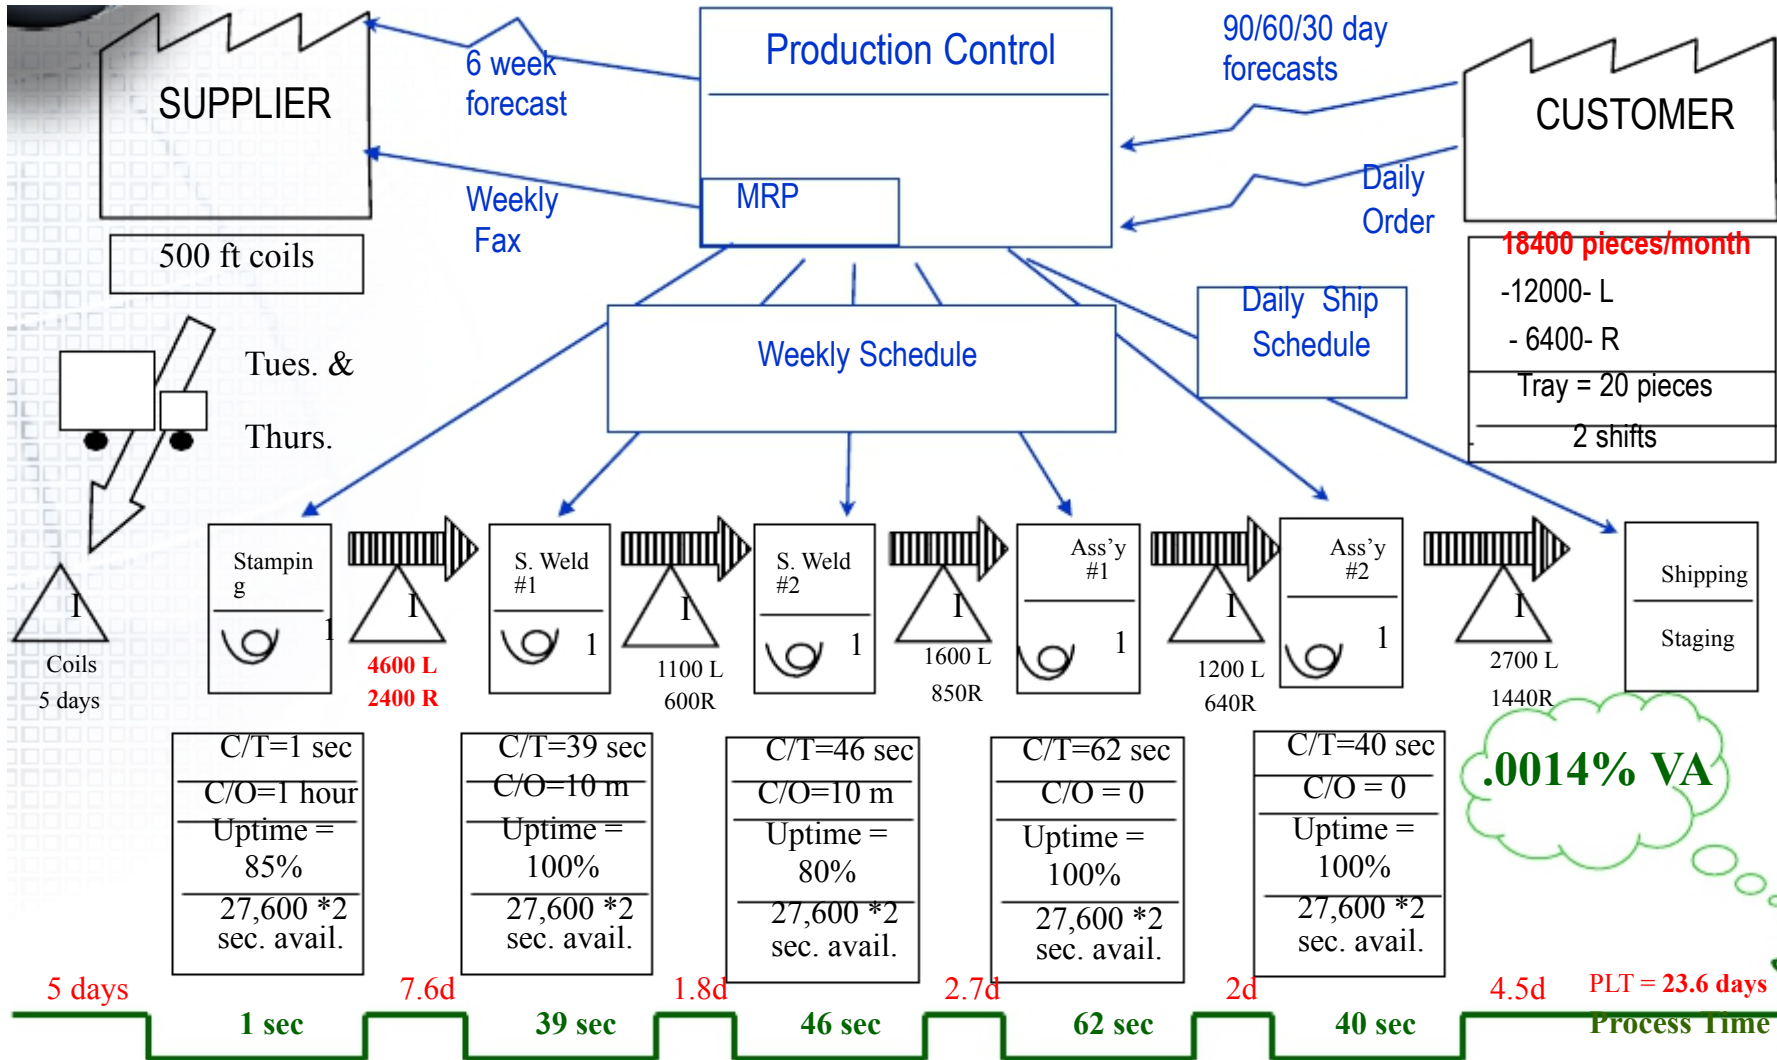 SUPPLIER
500 ft coils
Tues. &
Thurs.
6 week
forecast
Weekly
Fax
Production Control
MRP
90/60/30 day
forecasts
Daily
Order
CUSTOMER
18400 pieces/month
-12000- L
- 6400- R
Tray = 20 pieces
- 2 shifts
Weekly Schedule
Daily Ship
Schedule
I
Coils
5 days
Stampin
g
1
I
4600 L
2400 R
S. Weld
#1
1
I
1100 L
600R
S. Weld
#2
1
I
1600 L
850R
Ass’y
#1
1
I
1200 L
640R
Ass’y
#2
1
I
2700 L
1440R
Shipping
Staging
C/T=1 sec
C/O=1 hour
Uptime =
85%
27,600 *2
sec. avail.
C/T=39 sec
C/O=10 m
Uptime =
100%
27,600 *2
sec. avail.
C/T=46 sec
C/O=10 m
Uptime =
80%
27,600 *2
sec. avail.
C/T=62 sec
C/O = 0
Uptime =
100%
27,600 *2
sec. avail.
C/T=40 sec
C/O = 0
Uptime =
100%
27,600 *2
sec. avail.
.0014% VA
5 days
7.6d
1.8d
2.7d
2d
4.5d
PLT = 23.6 days
1 sec
39 sec
46 sec
62 sec
40 sec
Process Time